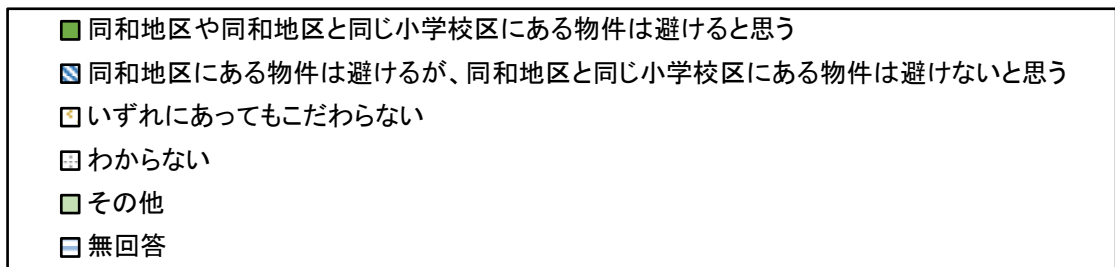 同和地区や同和地区と同じ小学校区にある物件は避けると思う
同和地区にある物件は避けるが、同和地区と同じ小学校区にある物件は避けないと思う
いずれにあってもこだわらない
わからない
その他
無回答